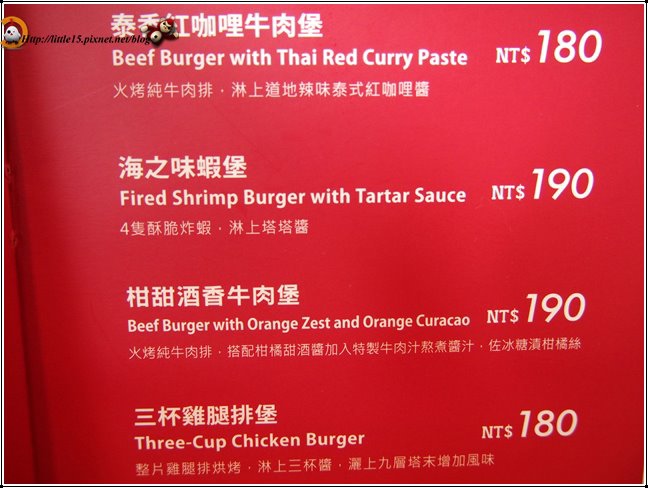 泰香紅咖哩牛肉堡
Http://little15.pixnet.net/blog
Beef Burger with Thai Red Curry Paste NT$ 180
火烤純牛肉排，淋上道地辣味泰式紅咖哩醬
海之味蝦堡
Fired Shrimp Burger with Tartar Sauce NT$ 190
4隻酥脆炸蝦，淋上塔塔醬
柑甜酒香牛肉堡
Beef Burger with Orange Zest and Orange Curacao NT$ 190
火烤純牛肉排，搭配柑橘甜酒醬加入特製牛肉汁熬煮醬汁，佐冰糖漬柑橘絲
三杯雞腿排堡
Three-Cup Chicken Burger NT$ 180
整片雞腿排烘烤，淋上三杯醬，灑上九層塔末增加風味